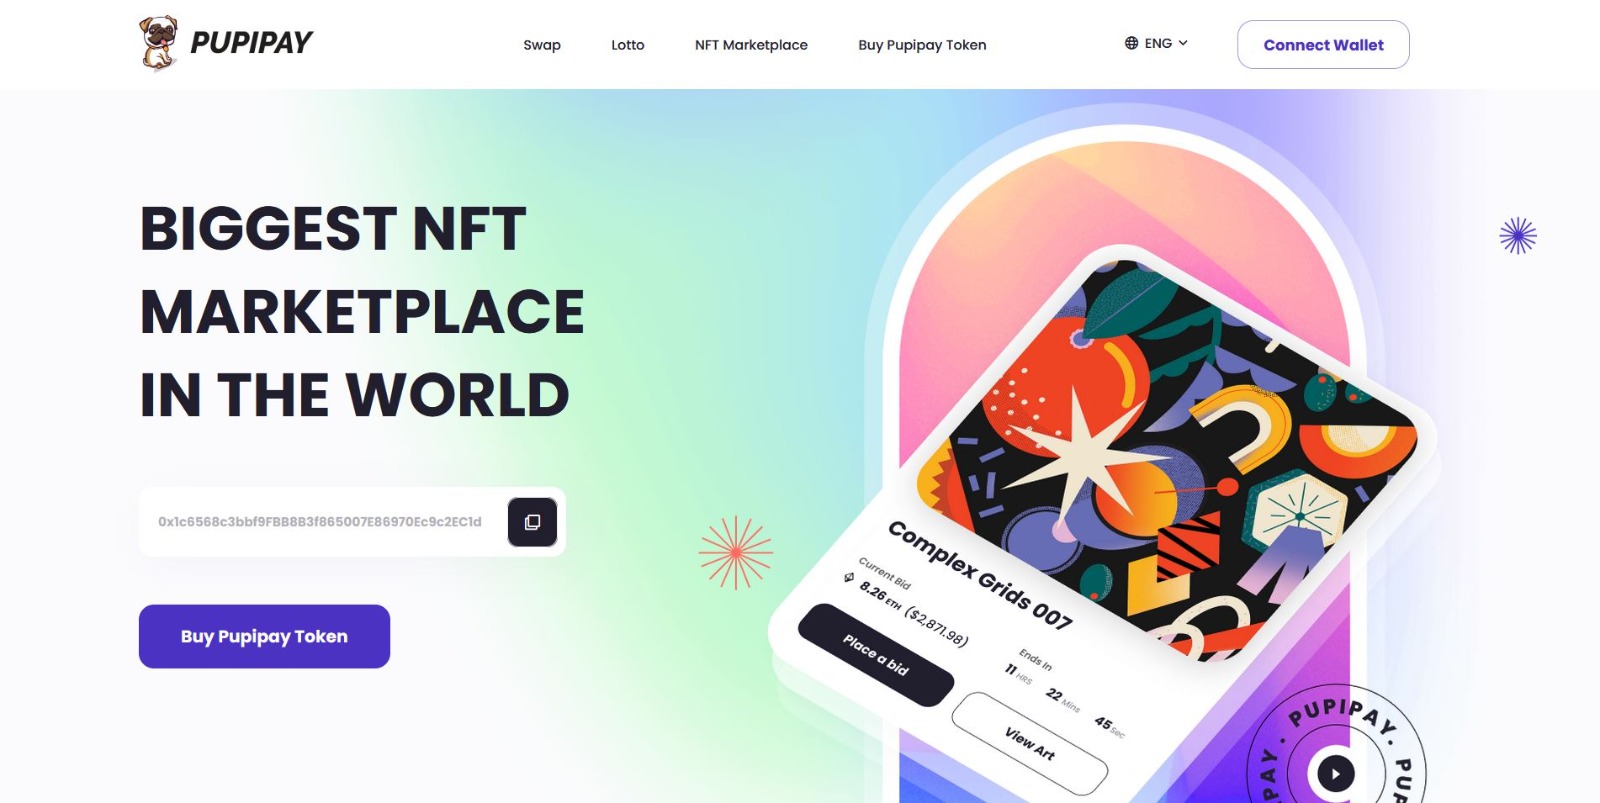 PUPIPAY
Swap
Lotto
NFT Marketplace
Buy Pupipay Token
ENG
Connect Wallet
BIGGEST NFT
MARKETPLACE
IN THE WORLD
0x1c6568c3bbf9FBB8B3f865007E86970Ec9c2EC1d
Buy Pupipay Token
Complex Grids 007
Current Bid
8.26 ETH ($2,871.98)
Ends In
11 HRS 22 Mins 45 Sec
Place a bid
View Art
PUPIPAY. PUP
PAY .